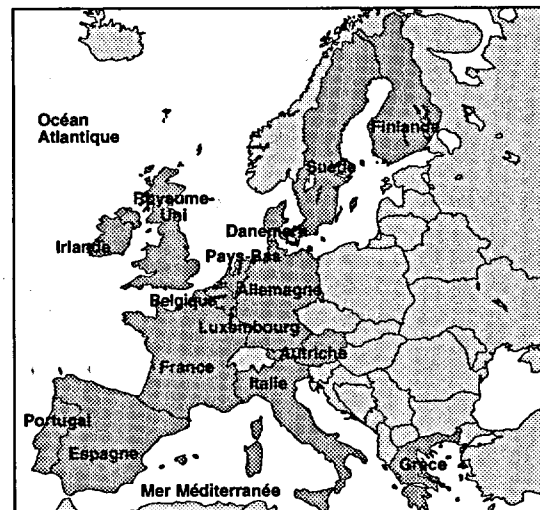 Océan
Atlantique
Finlande
Suède
Royaume-
Uni
Danemark
Irlande
Pays-Bas
Belgique
Allemagne
Luxembourg
Autriche
France
Italie
Portugal
Espagne
Grèce
Mer Méditerranée